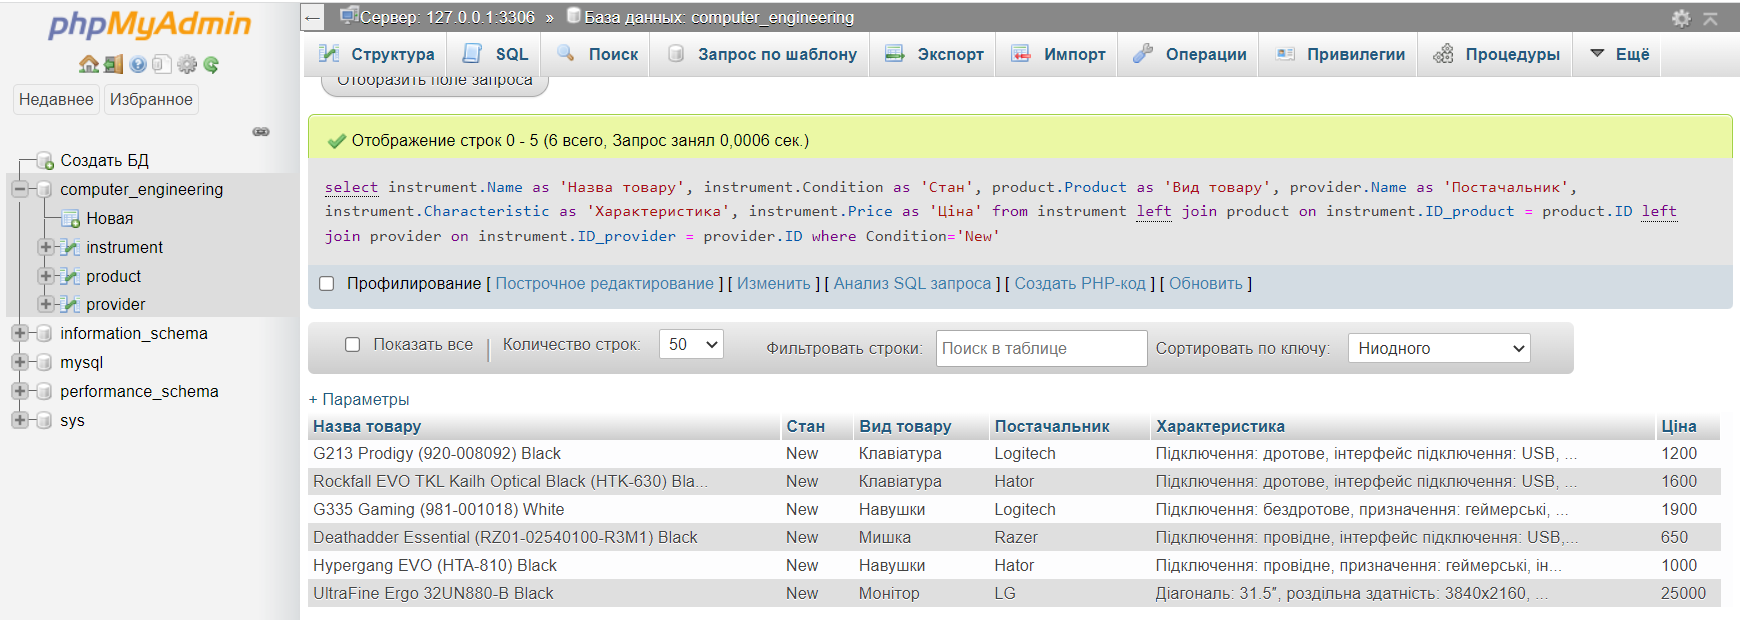 phpMyAdmin
Недавнее Избранное
Создать БД
computer_engineering
Новая
instrument
product
provider
information_schema
mysql
performance_schema
sys
Сервер: 127.0.0.1:3306 » База данных: computer_engineering
Структура SQL Поиск Запрос по шаблону Экспорт Импорт Операции Привилегии Процедуры Ещё
Отобразить поле запроса
Отображение строк 0 - 5 (6 всего, Запрос занял 0,0006 сек.)
select instrument.Name as 'Назва товару', instrument.Condition as 'Стан', product.Product as 'Вид товару', provider.Name as 'Постачальник',
instrument.Characteristic as 'Характеристика', instrument.Price as 'Ціна' from instrument left join product on instrument.ID_product = product.ID left
join provider on instrument.ID_provider = provider.ID where Condition='New'
Профилирование [ Построчное редактирование ] [ Изменить ] [ Анализ SQL запроса ] [ Создать PHP-код ] [ Обновить ]
Показать все | Количество строк: 50 Фильтровать строки: Поиск в таблице Сортировать по ключу: Ниодного
+ Параметры
Назва товару Стан Вид товару Постачальник Характеристика Ціна
G213 Prodigy (920-008092) Black New Клавіатура Logitech Підключення: дротове, інтерфейс підключення: USB, ... 1200
Rockfall EVO TKL Kailh Optical Black (HTK-630) Bla... New Клавіатура Hator Підключення: дротове, інтерфейс підключення: USB, ... 1600
G335 Gaming (981-001018) White New Навушки Logitech Підключення: бездротове, призначення: геймерські, ... 1900
Deathadder Essential (RZ01-02540100-R3M1) Black New Мишка Razer Підключення: провідне, інтерфейс підключення: USB,... 650
Hypergang EVO (HTA-810) Black New Навушки Hator Підключення: провідне, призначення: геймерські, ін... 1000
UltraFine Ergo 32UN880-B Black New Монітор LG Діагональ: 31.5", роздільна здатність: 3840x2160, ... 25000